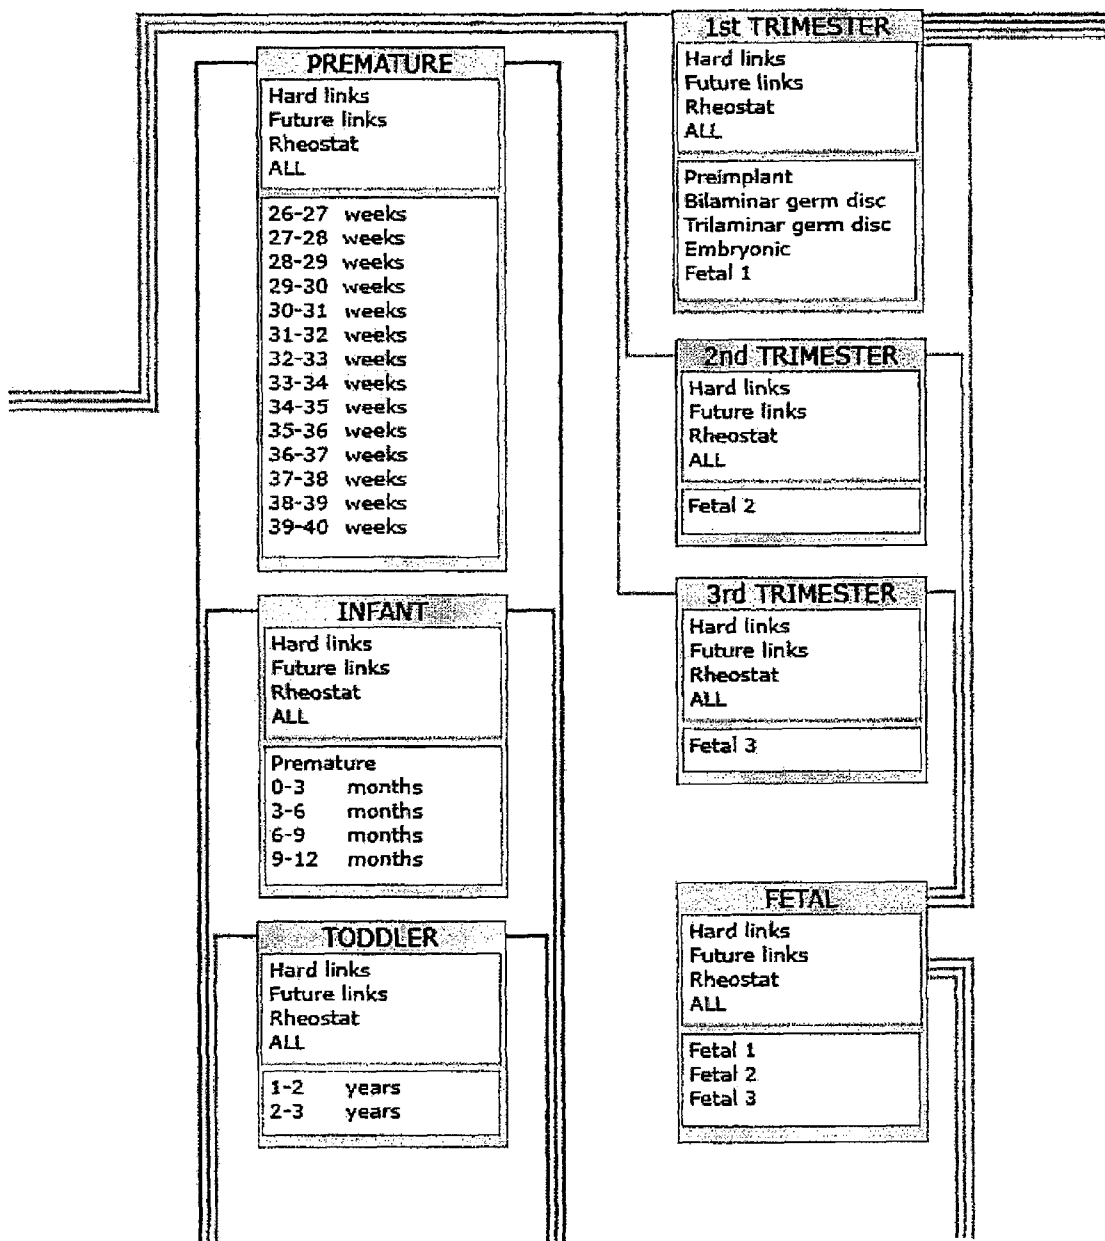 PREMATURE
Hard links
Future links
Rheostat
ALL
26-27 weeks
27-28 weeks
28-29 weeks
29-30 weeks
30-31 weeks
31-32 weeks
32-33 weeks
33-34 weeks
34-35 weeks
35-36 weeks
36-37 weeks
37-38 weeks
38-39 weeks
39-40 weeks
INFANT
Hard links
Future links
Rheostat
ALL
Premature
0-3 months
3-6 months
6-9 months
9-12 months
TODDLER
Hard links
Future links
Rheostat
ALL
1-2 years
2-3 years
1st TRIMESTER
Hard links
Future links
Rheostat
ALL
Preimplant
Bilaminar germ disc
Trilaminar germ disc
Embryonic
Fetal 1
2nd TRIMESTER
Hard links
Future links
Rheostat
ALL
Fetal 2
3rd TRIMESTER
Hard links
Future links
Rheostat
ALL
Fetal 3
FETAL
Hard links
Future links
Rheostat
ALL
Fetal 1
Fetal 2
Fetal 3